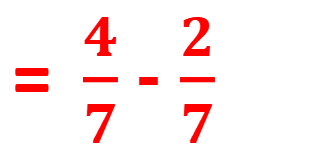 = 4/7 - 2/7